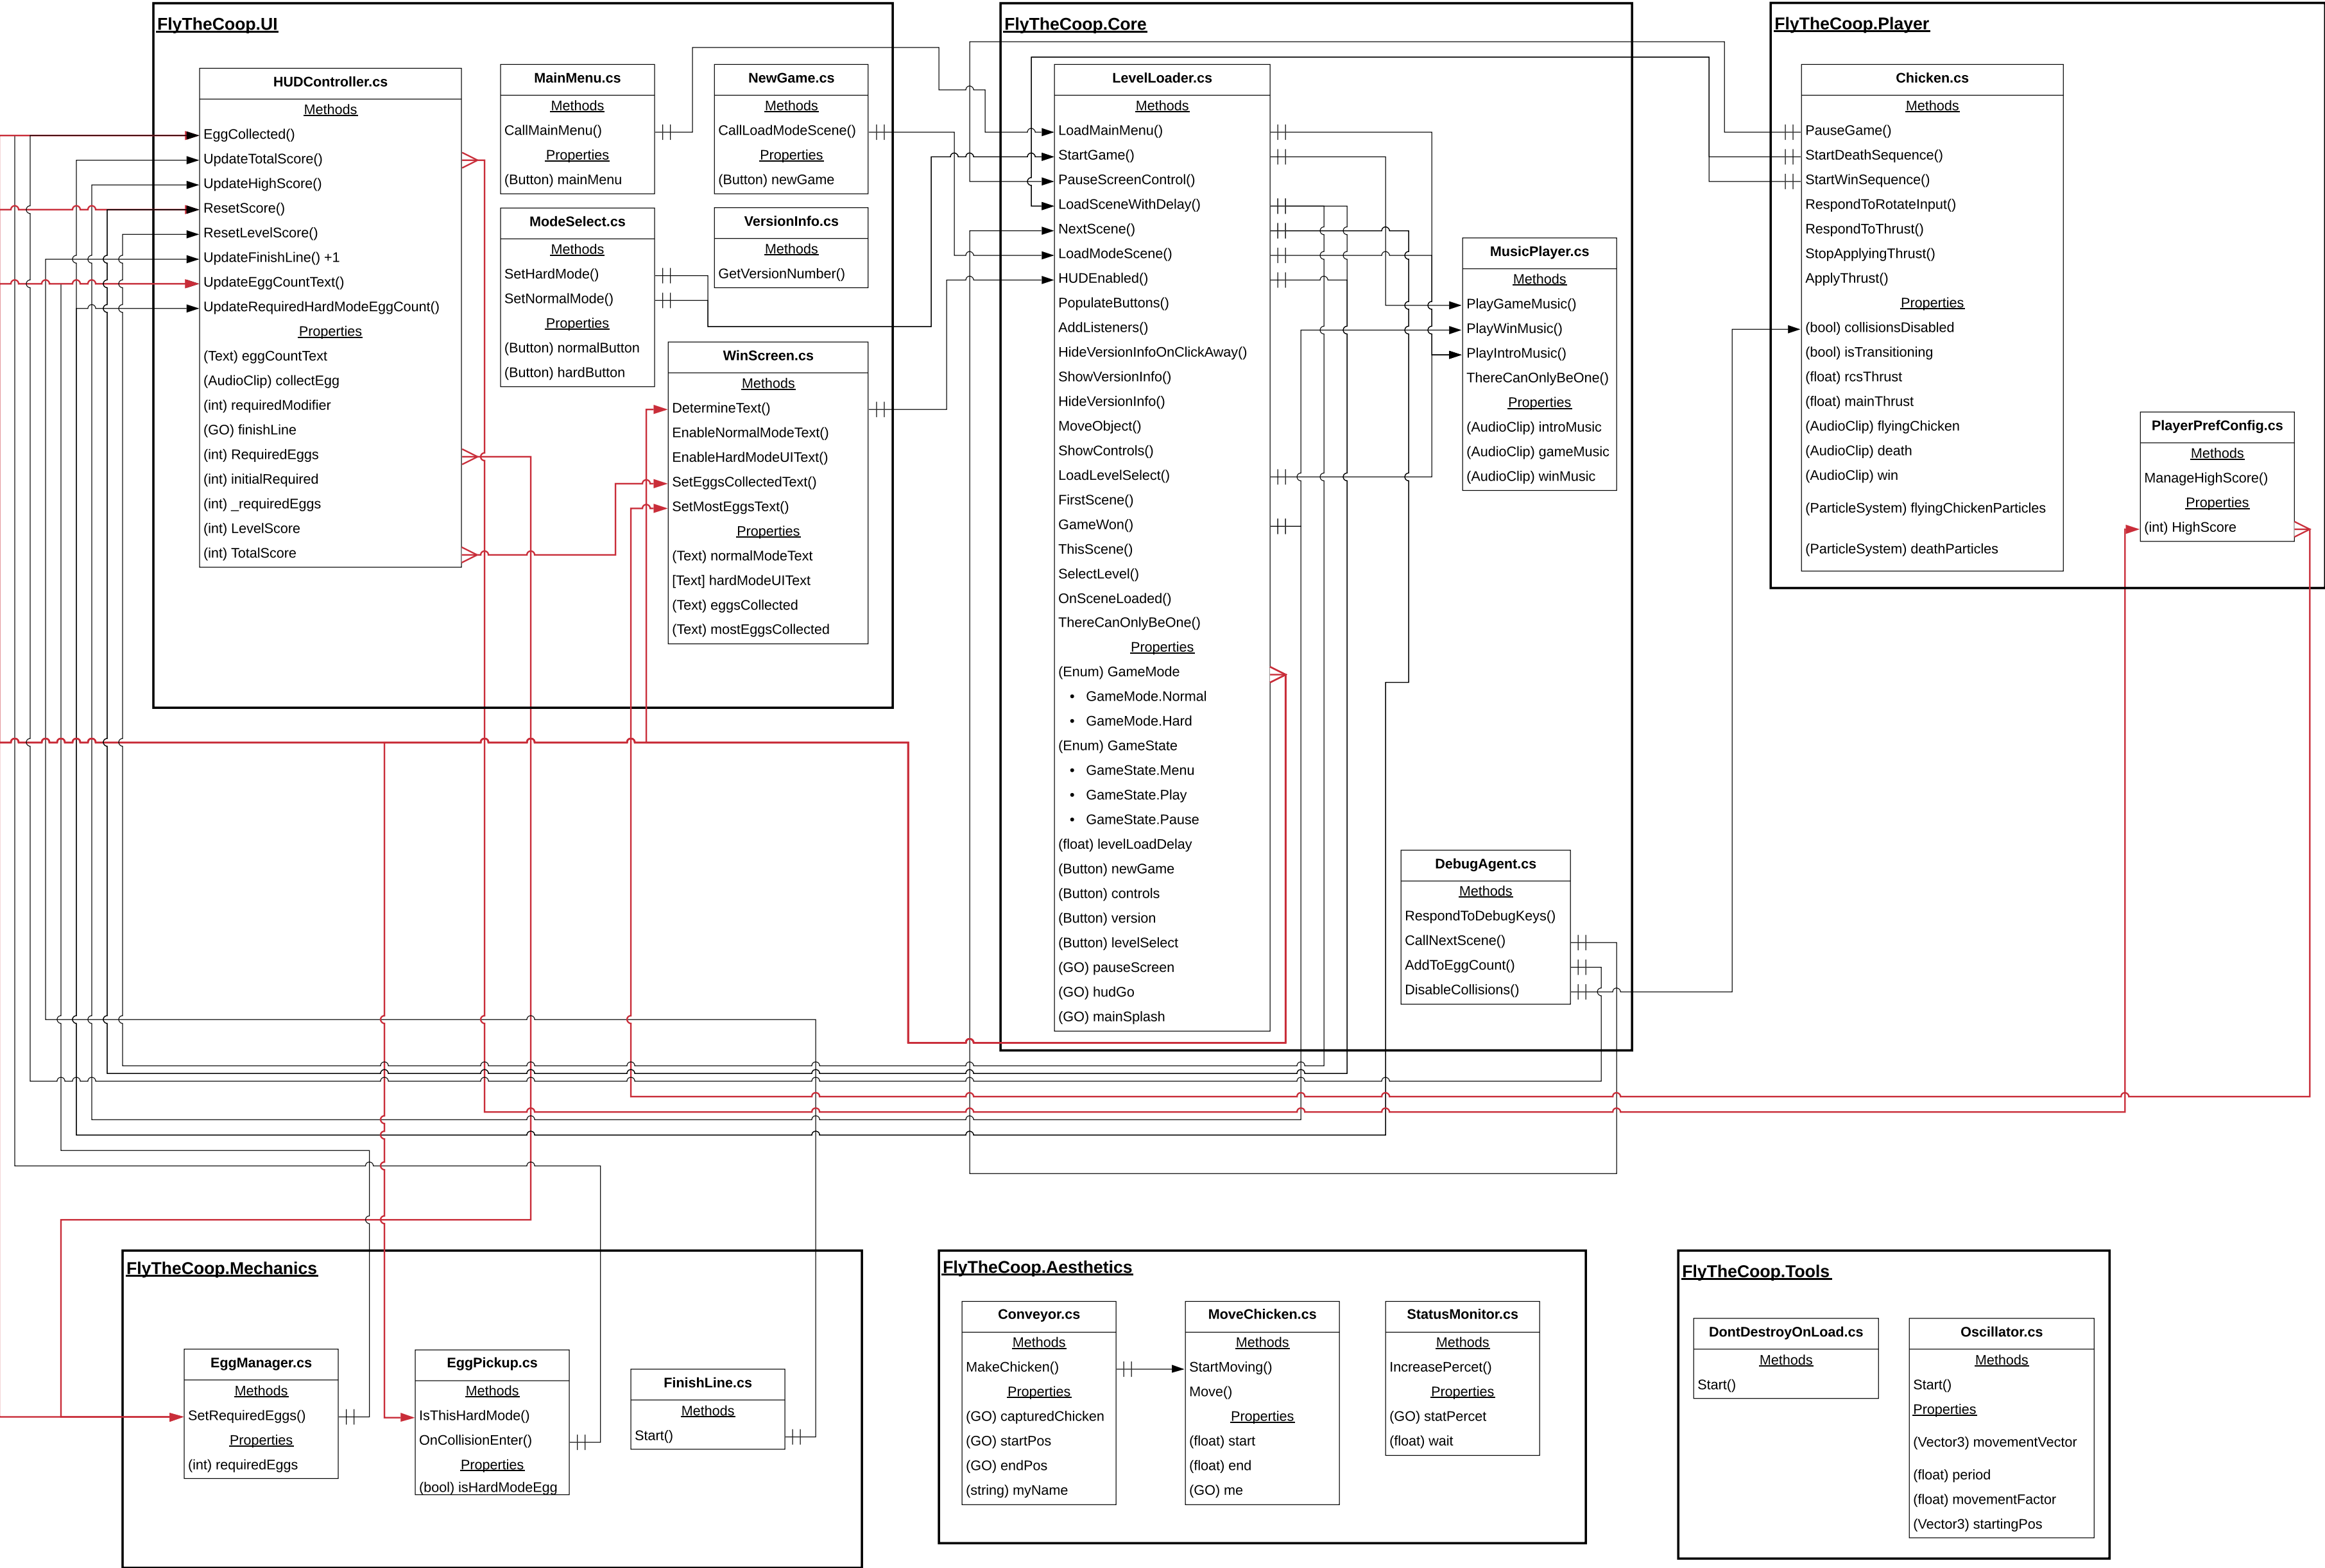 FlyTheCoop.UI
HUDController.cs
Methods
EggCollected()
UpdateTotalScore()
UpdateHighScore()
ResetScore()
ResetLevelScore()
UpdateFinishLine() +1
UpdateEggCountText()
UpdateRequiredHardModeEggCount()
Properties
(Text) eggCountText
(AudioClip) collectEgg
(int) requiredModifier
(GO) finishLine
(int) RequiredEggs
(int) initialRequired
(int) _requiredEggs
(int) LevelScore
(int) TotalScore
MainMenu.cs
Methods
CallMainMenu()
Properties
(Button) mainMenu
NewGame.cs
Methods
CallLoadModeScene()
Properties
(Button) newGame
ModeSelect.cs
Methods
SetHardMode()
SetNormalMode()
Properties
(Button) normalButton
(Button) hardButton
VersionInfo.cs
Methods
GetVersionNumber()
WinScreen.cs
Methods
DetermineText()
EnableNormalModeText()
EnableHardModeUIText()
SetEggsCollectedText()
SetMostEggsText()
Properties
(Text) normalModeText
[Text] hardModeUIText
(Text) eggsCollected
(Text) mostEggsCollected
FlyTheCoop.Core
LevelLoader.cs
Methods
LoadMainMenu()
StartGame()
PauseScreenControl()
LoadSceneWithDelay()
NextScene()
LoadModeScene()
HUDEnabled()
PopulateButtons()
AddListeners()
HideVersionInfoOnClickAway()
ShowVersionInfo()
HideVersionInfo()
MoveObject()
ShowControls()
LoadLevelSelect()
FirstScene()
GameWon()
ThisScene()
SelectLevel()
OnSceneLoaded()
ThereCanOnlyBeOne()
Properties
(Enum) GameMode
• GameMode.Normal
• GameMode.Hard
(Enum) GameState
• GameState.Menu
• GameState.Play
• GameState.Pause
(float) levelLoadDelay
(Button) newGame
(Button) controls
(Button) version
(Button) levelSelect
(GO) pauseScreen
(GO) hudGo
(GO) mainSplash
MusicPlayer.cs
Methods
PlayGameMusic()
PlayWinMusic()
PlayIntroMusic()
ThereCanOnlyBeOne()
Properties
(AudioClip) introMusic
(AudioClip) gameMusic
(AudioClip) winMusic
DebugAgent.cs
Methods
RespondToDebugKeys()
CallNextScene()
AddToEggCount()
DisableCollisions()
FlyTheCoop.Player
Chicken.cs
Methods
PauseGame()
StartDeathSequence()
StartWinSequence()
RespondToRotateInput()
RespondToThrust()
StopApplyingThrust()
ApplyThrust()
Properties
(bool) collisionsDisabled
(bool) isTransitioning
(float) rcsThrust
(float) mainThrust
(AudioClip) flyingChicken
(AudioClip) death
(AudioClip) win
(ParticleSystem) flyingChickenParticles
(ParticleSystem) deathParticles
PlayerPrefConfig.cs
Methods
ManageHighScore()
Properties
(int) HighScore
FlyTheCoop.Mechanics
EggManager.cs
Methods
SetRequiredEggs()
Properties
(int) requiredEggs
EggPickup.cs
Methods
IsThisHardMode()
OnCollisionEnter()
Properties
(bool) isHardModeEgg
FinishLine.cs
Methods
Start()
FlyTheCoop.Aesthetics
Conveyor.cs
Methods
MakeChicken()
Properties
(GO) capturedChicken
(GO) startPos
(GO) endPos
(string) myName
MoveChicken.cs
Methods
StartMoving()
Move()
Properties
(float) start
(float) end
(GO) me
StatusMonitor.cs
Methods
IncreasePercet()
Properties
(GO) statPercet
(float) wait
FlyTheCoop.Tools
DontDestroyOnLoad.cs
Methods
Start()
Oscillator.cs
Methods
Start()
Properties
(Vector3) movementVector
(float) period
(float) movementFactor
(Vector3) startingPos